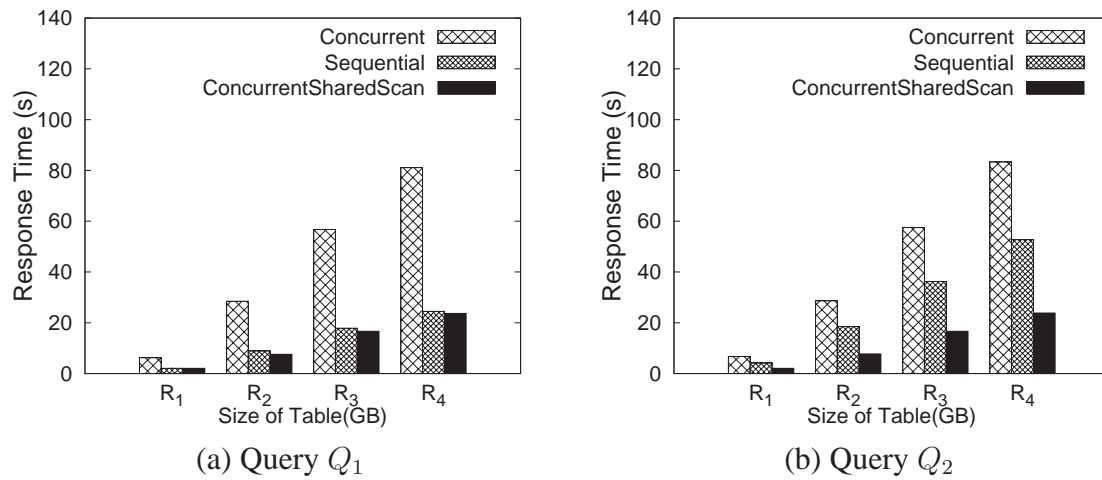 140
120
100
80
60
40
20
0
Response Time (s)
Concurrent
Sequential
ConcurrentSharedScan
R₁ R₂ R₃ R₄
Size of Table(GB)
(a) Query Q₁
140
120
100
80
60
40
20
0
Response Time (s)
Concurrent
Sequential
ConcurrentSharedScan
R₁ R₂ R₃ R₄
Size of Table(GB)
(b) Query Q₂